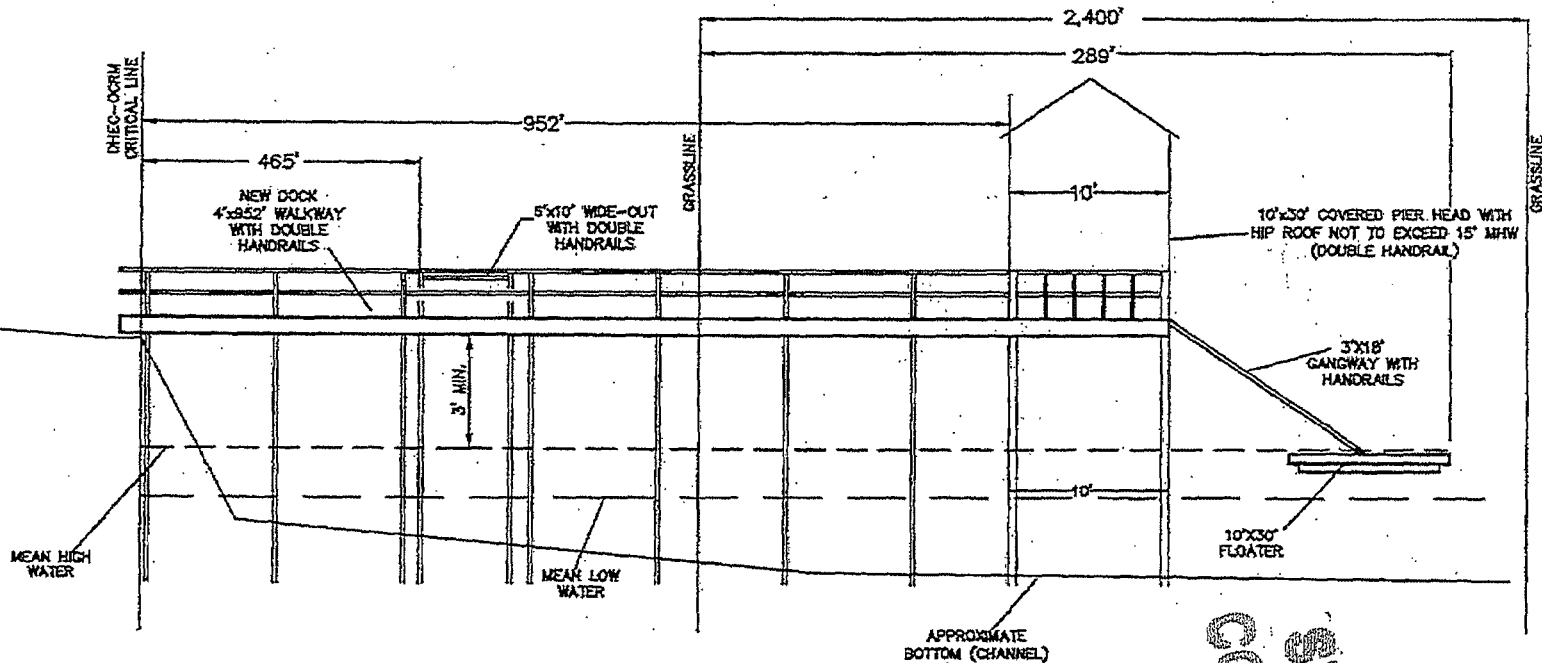 2,400'
289'
DHEC-OCRM
CRITICAL LINE
952'
465'
GRASSLINE
GRASSLINE
NEW DOCK
4'x952' WALKWAY
WITH DOUBLE
HANDRAILS
5'x10' WIDE-OUT
WITH DOUBLE
HANDRAILS
10'
10'x30' COVERED PIER HEAD WITH
HIP ROOF NOT TO EXCEED 15' MHW
(DOUBLE HANDRAIL)
3' MIN.
3'X18'
GANGWAY WITH
HANDRAILS
10'
10'X30'
FLOATER
MEAN HIGH
WATER
MEAN LOW
WATER
APPROXIMATE
BOTTOM (CHANNEL)